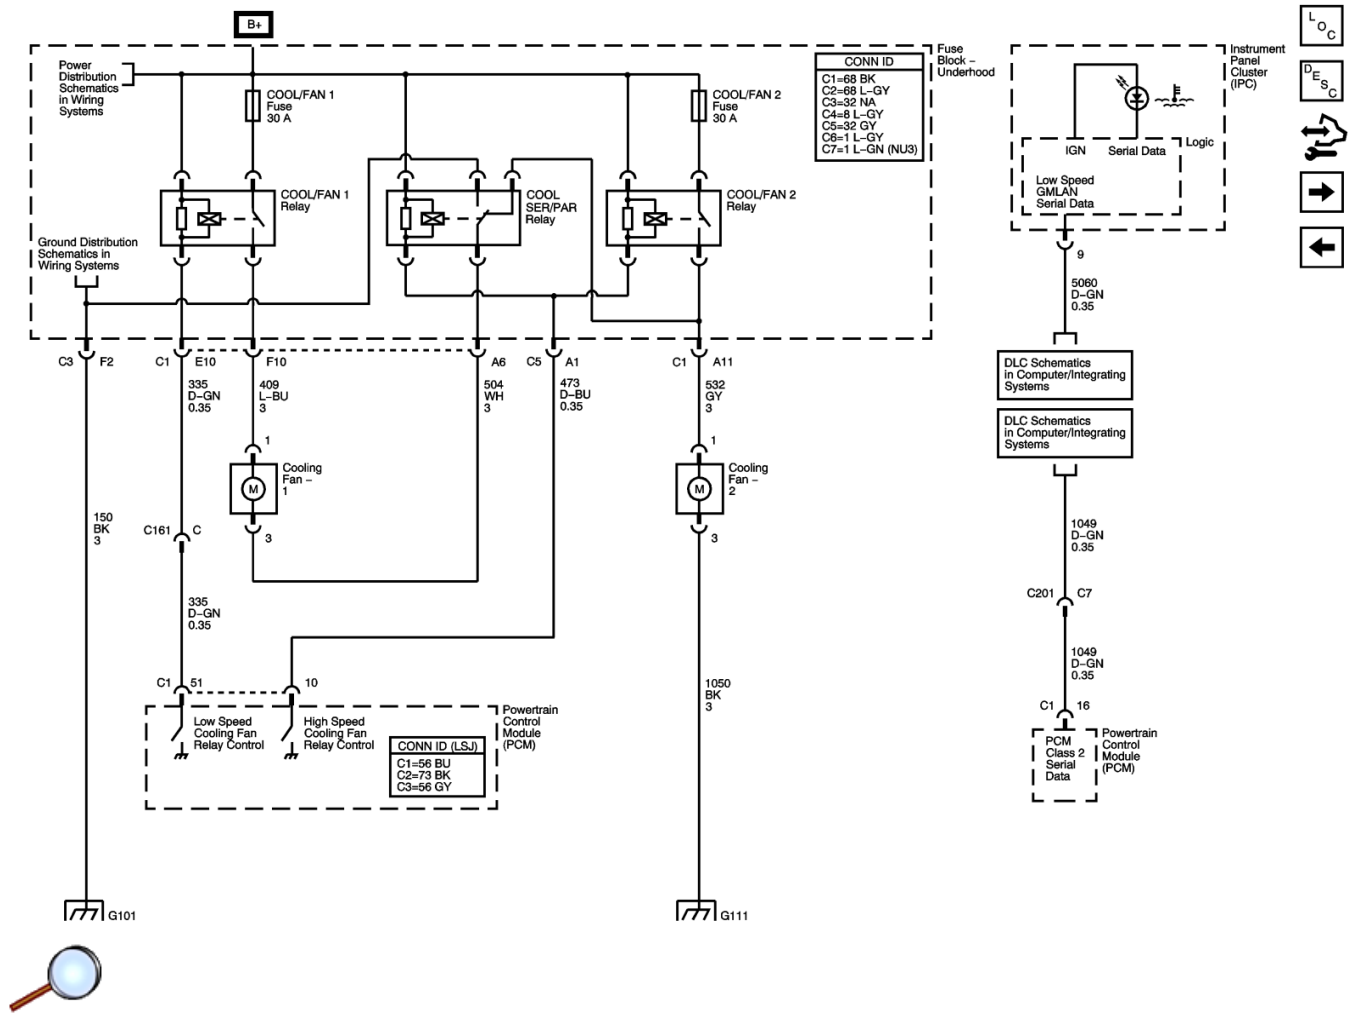 B+
Power
Distribution
Schematics
in Wiring
Systems
COOL/FAN 1
Fuse
30 A
COOL/FAN 2
Fuse
30 A
CONN ID
C1=68 BK
C2=68 L-GY
C3=32 NA
C4=8 L-GY
C5=32 GY
C6=1 L-GY
C7=1 L-GN (NU3)
Fuse
Block –
Underhood
COOL/FAN 1
Relay
COOL
SER/PAR
Relay
COOL/FAN 2
Relay
Ground Distribution
Schematics in
Wiring Systems
C3 F2
C1 E10
F10
A6
C5 A1
C1 A11
335
D-GN
0.35
409
L-BU
3
504
WH
3
473
D-BU
0.35
532
GY
3
1
Cooling
Fan –
1
M
3
1
Cooling
Fan –
2
M
3
150
BK
3
C161 C
335
D-GN
0.35
C1 51
10
Low Speed
Cooling Fan
Relay Control
High Speed
Cooling Fan
Relay Control
CONN ID (LSJ)
C1=56 BU
C2=73 BK
C3=56 GY
Powertrain
Control
Module
(PCM)
1050
BK
3
G101
G111
Instrument
Panel
Cluster
(IPC)
Logic
IGN
Serial Data
Low Speed
GMLAN
Serial Data
9
5060
D-GN
0.35
DLC Schematics
in Computer/Integrating
Systems
DLC Schematics
in Computer/Integrating
Systems
1049
D-GN
0.35
C201 C7
1049
D-GN
0.35
C1 16
PCM
Class 2
Serial
Data
Powertrain
Control
Module
(PCM)
LOC
DESC